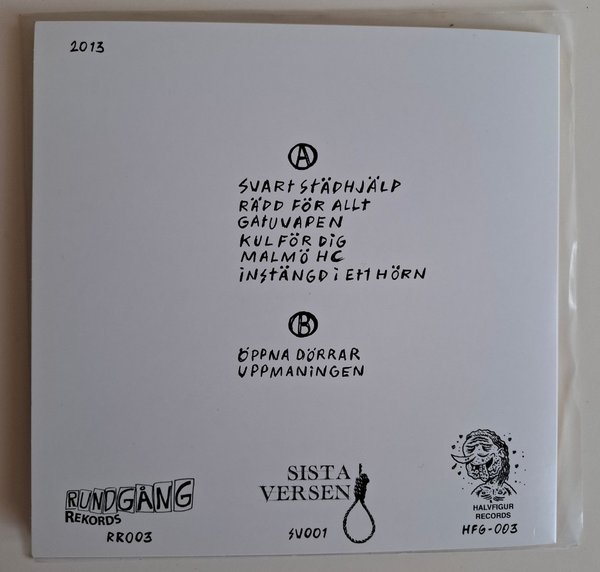 2013
A
SVART STÄDHJÄLP
RÄDD FÖR ALLT
GATUVAPEN
KUL FÖR DIG
MALMÖ HC
INSTÄNGD I ETT HÖRN
B
ÖPPNA DÖRRAR
UPPMANINGEN
RUNDGÅNG
REKORDS
RR003
SISTA
VERSEN
SV001
HALVFIGUR
RECORDS
HFG-003